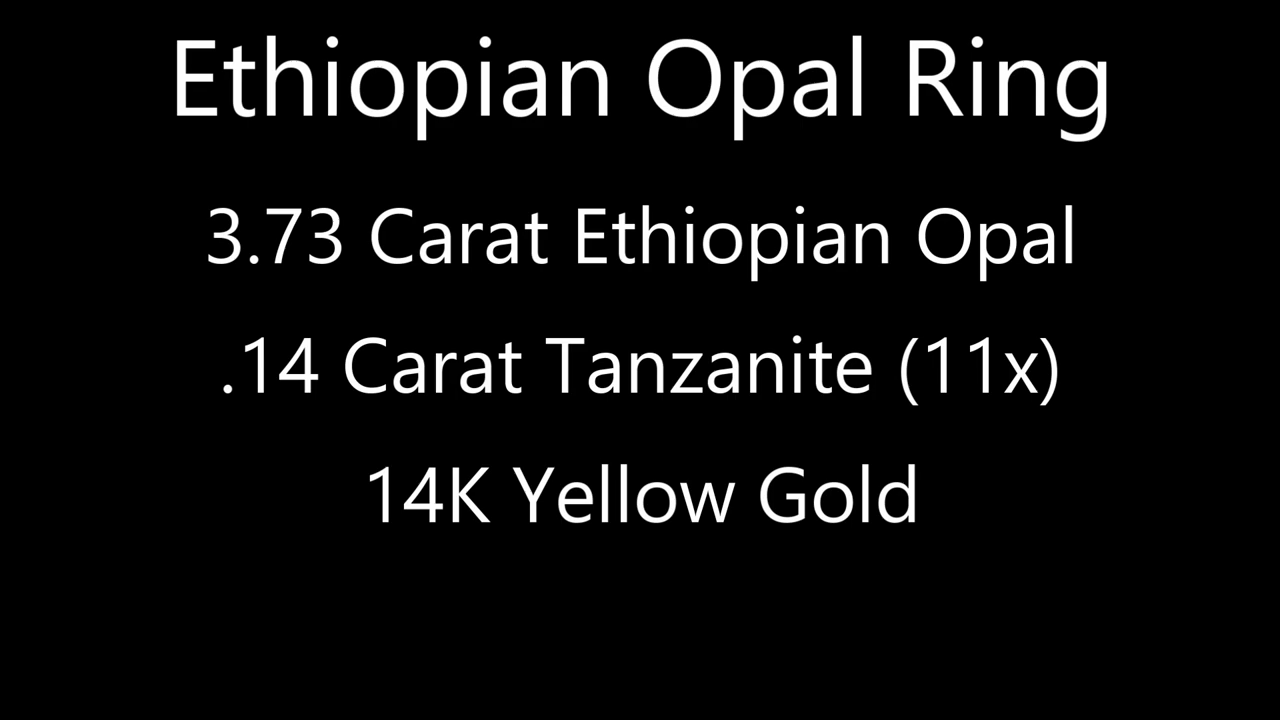 Ethiopian Opal Ring
3.73 Carat Ethiopian Opal
.14 Carat Tanzanite (11x)
14K Yellow Gold